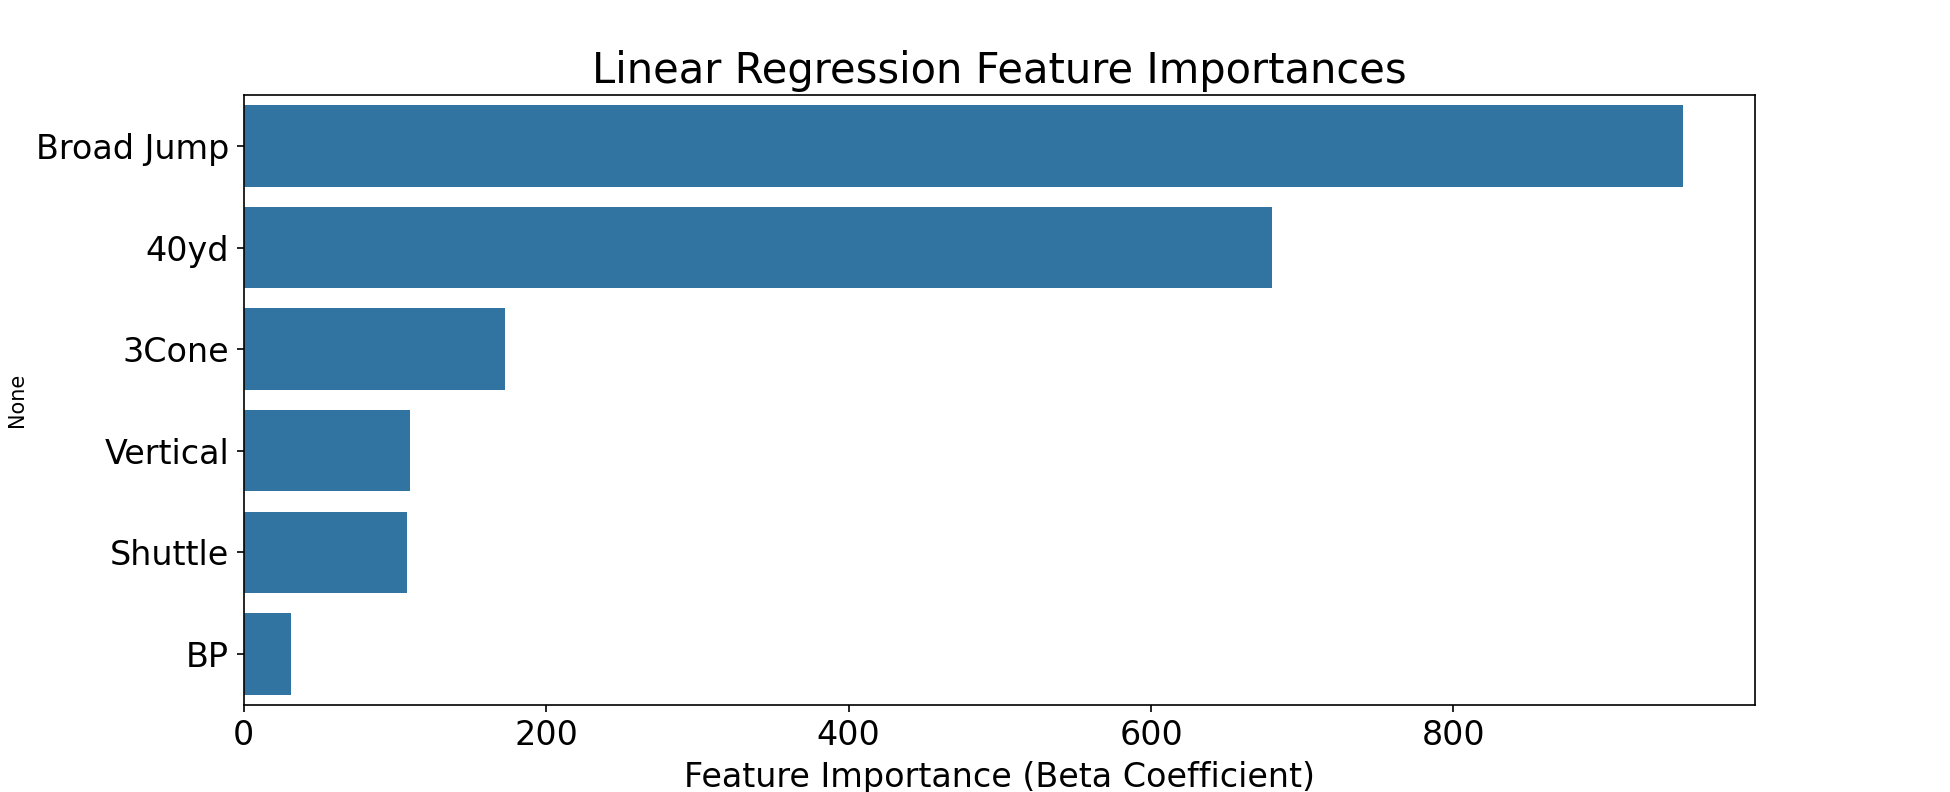 Linear Regression Feature Importances
Broad Jump
40yd
3Cone
Vertical
Shuttle
BP
None
0 200 400 600 800
Feature Importance (Beta Coefficient)